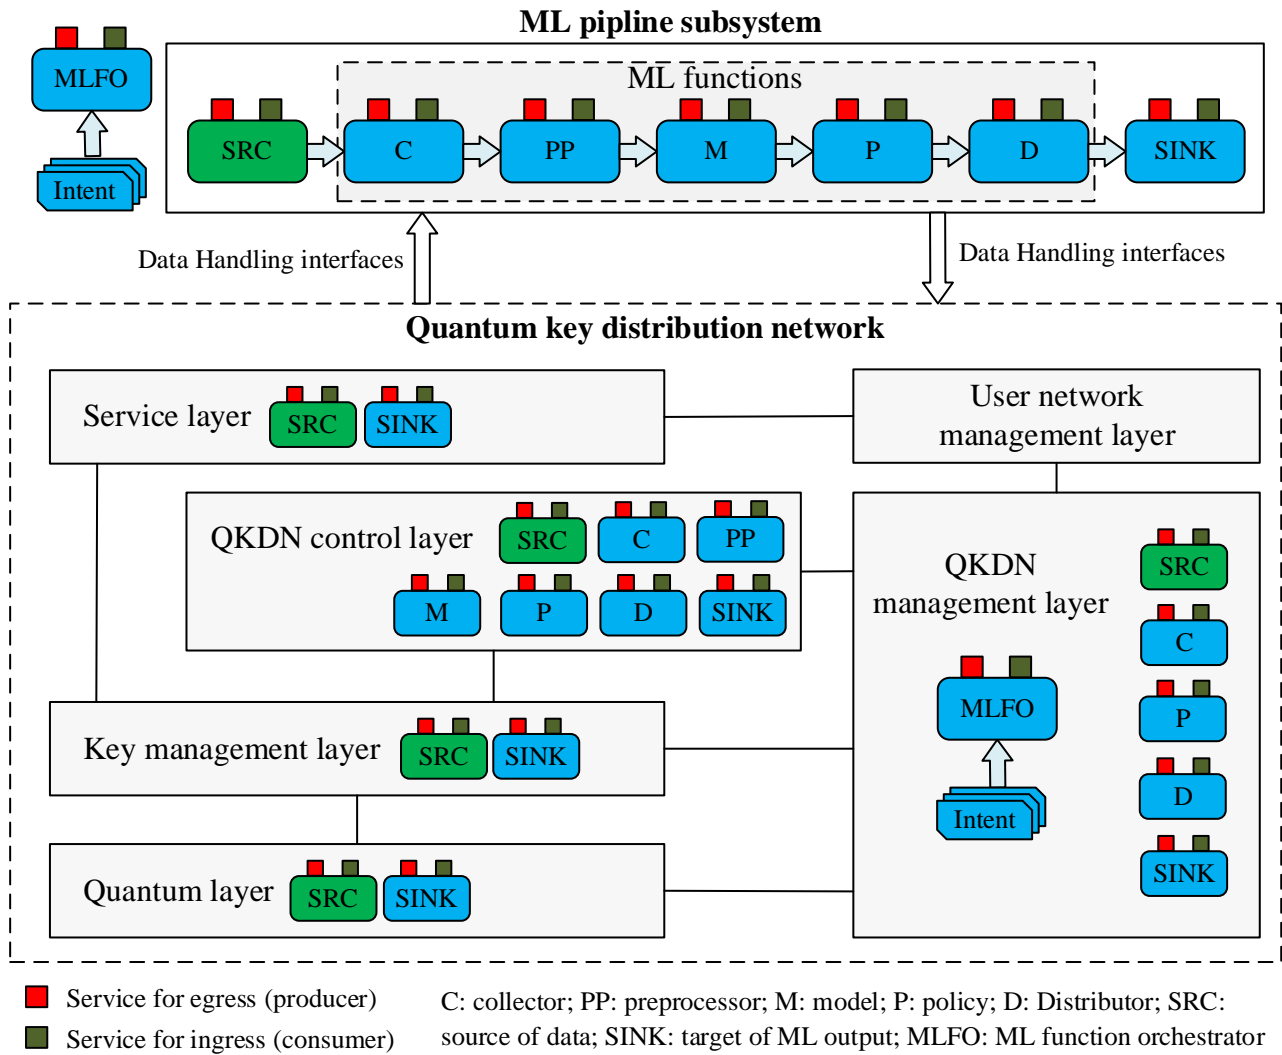 ML pipline subsystem
MLFO
Intent
ML functions
SRC
C
PP
M
P
D
SINK
Data Handling interfaces
Data Handling interfaces
Quantum key distribution network
Service layer
SRC
SINK
User network
management layer
QKDN control layer
SRC
C
PP
M
P
D
SINK
QKDN
management layer
MLFO
Intent
SRC
C
P
D
SINK
Key management layer
SRC
SINK
Quantum layer
SRC
SINK
Service for egress (producer)
Service for ingress (consumer)
C: collector; PP: preprocessor; M: model; P: policy; D: Distributor; SRC:
source of data; SINK: target of ML output; MLFO: ML function orchestrator